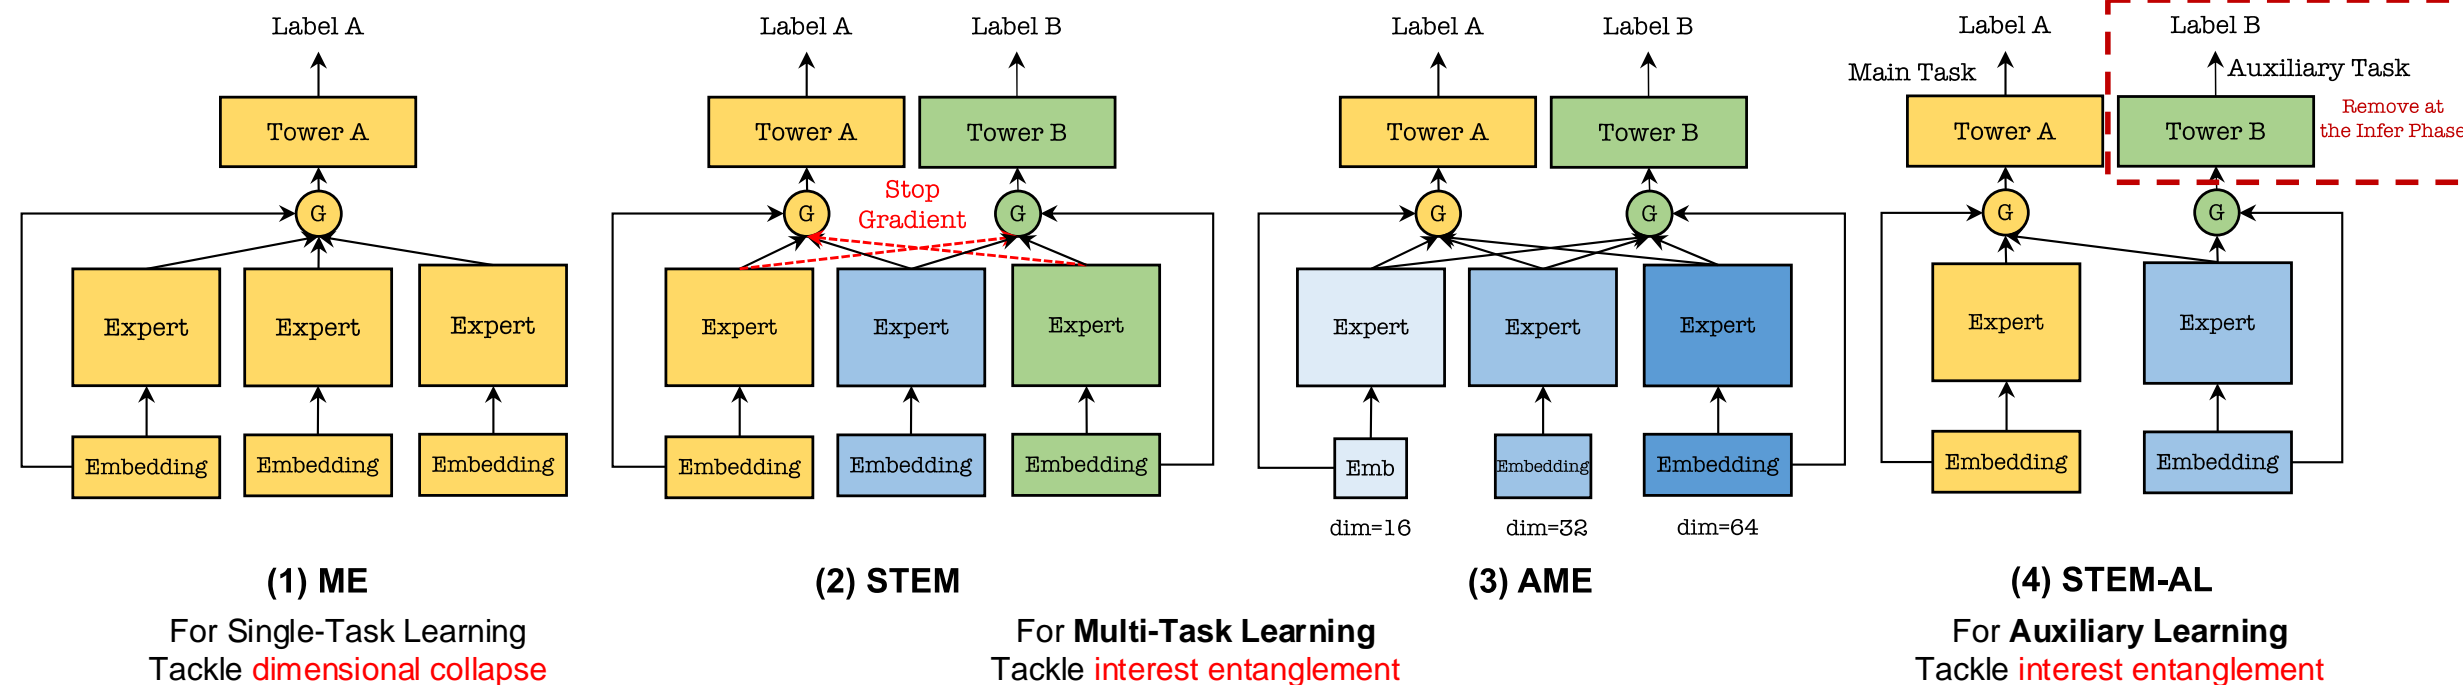 Label A
Tower A
G
Expert
Expert
Expert
Embedding
Embedding
Embedding
(1) ME
For Single-Task Learning
Tackle dimensional collapse
Label A
Label B
Tower A
Tower B
Stop
Gradient
G
G
Expert
Expert
Expert
Embedding
Embedding
Embedding
(2) STEM
Label A
Label B
Tower A
Tower B
G
G
Expert
Expert
Expert
Emb
Embedding
Embedding
dim=16
dim=32
dim=64
(3) AME
For Multi-Task Learning
Tackle interest entanglement
Label A
Label B
Main Task
Auxiliary Task
Tower A
Tower B
Remove at
the Infer Phase
G
G
Expert
Expert
Embedding
Embedding
(4) STEM-AL
For Auxiliary Learning
Tackle interest entanglement